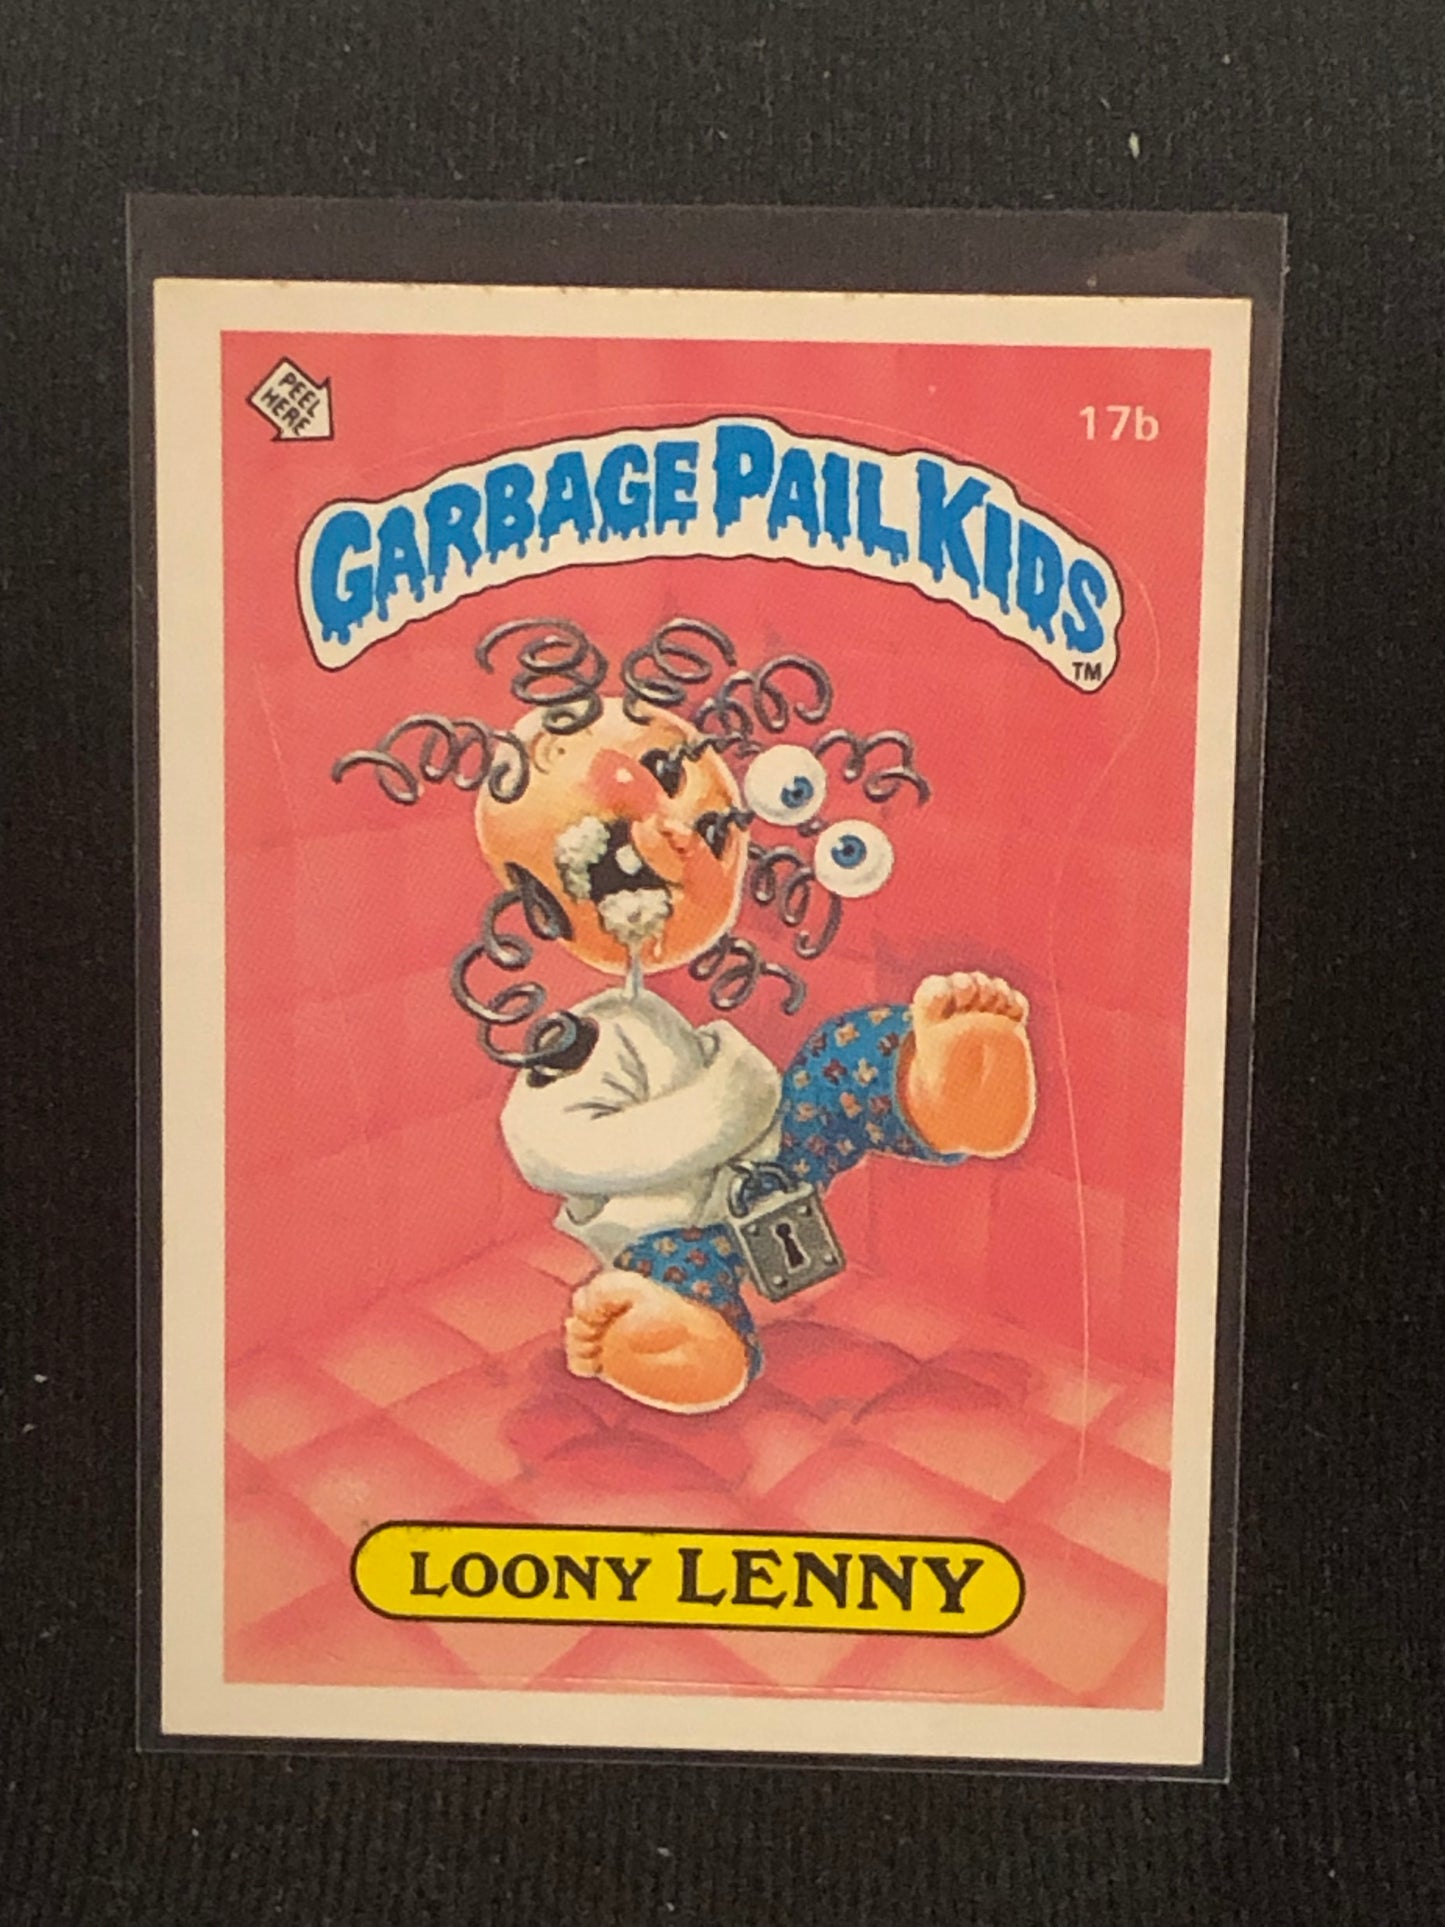 PEEL
HERE
17b
GARBAGE PAIL KIDS
TM
LOONY LENNY